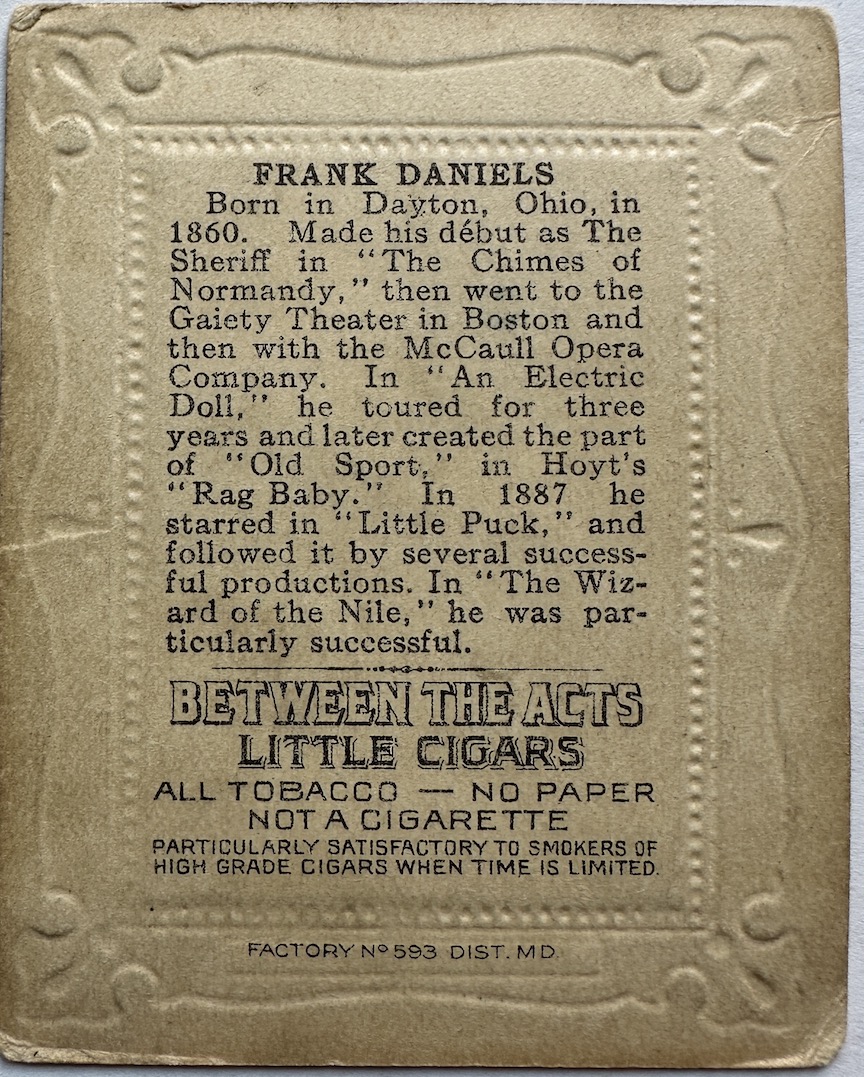 FRANK DANIELS
Born in Dayton, Ohio, in
1860. Made his début as The
Sheriff in "The Chimes of
Normandy," then went to the
Gaiety Theater in Boston and
then with the McCaull Opera
Company. In "An Electric
Doll," he toured for three
years and later created the part
of "Old Sport," in Hoyt's
"Rag Baby." In 1887 he
starred in "Little Puck," and
followed it by several success-
ful productions. In "The Wiz-
ard of the Nile," he was par-
ticularly successful.
BETWEEN THE ACTS
LITTLE CIGARS
ALL TOBACCO — NO PAPER
NOT A CIGARETTE
PARTICULARLY SATISFACTORY TO SMOKERS OF
HIGH GRADE CIGARS WHEN TIME IS LIMITED.
FACTORY Nº 593 DIST. MD.